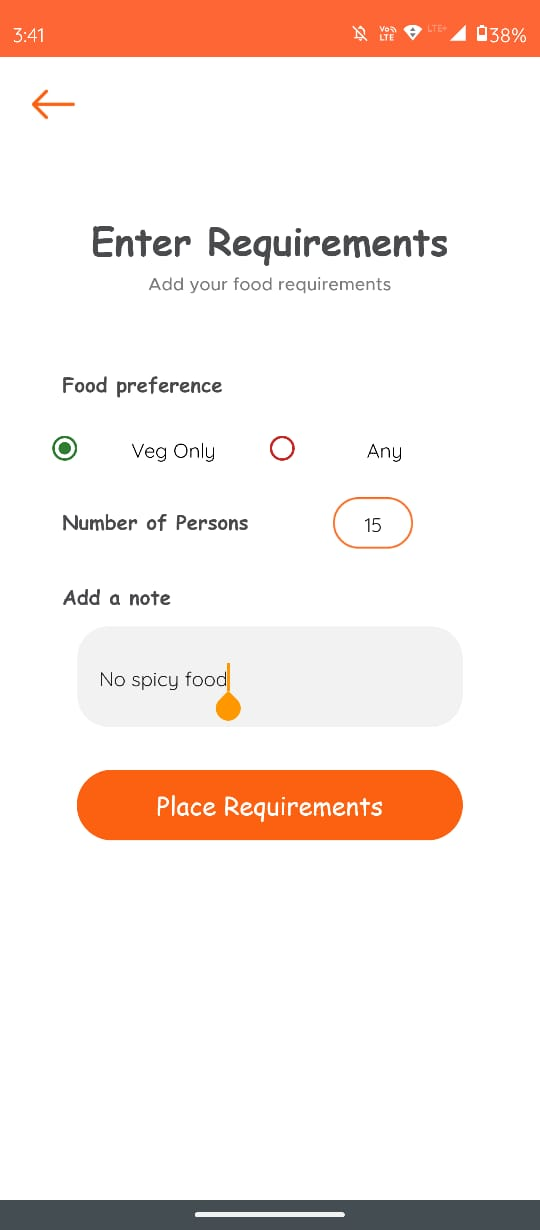 3:41
Vo LTE LTE+ 38%
Enter Requirements
Add your food requirements
Food preference
Veg Only Any
Number of Persons 15
Add a note
No spicy food
Place Requirements